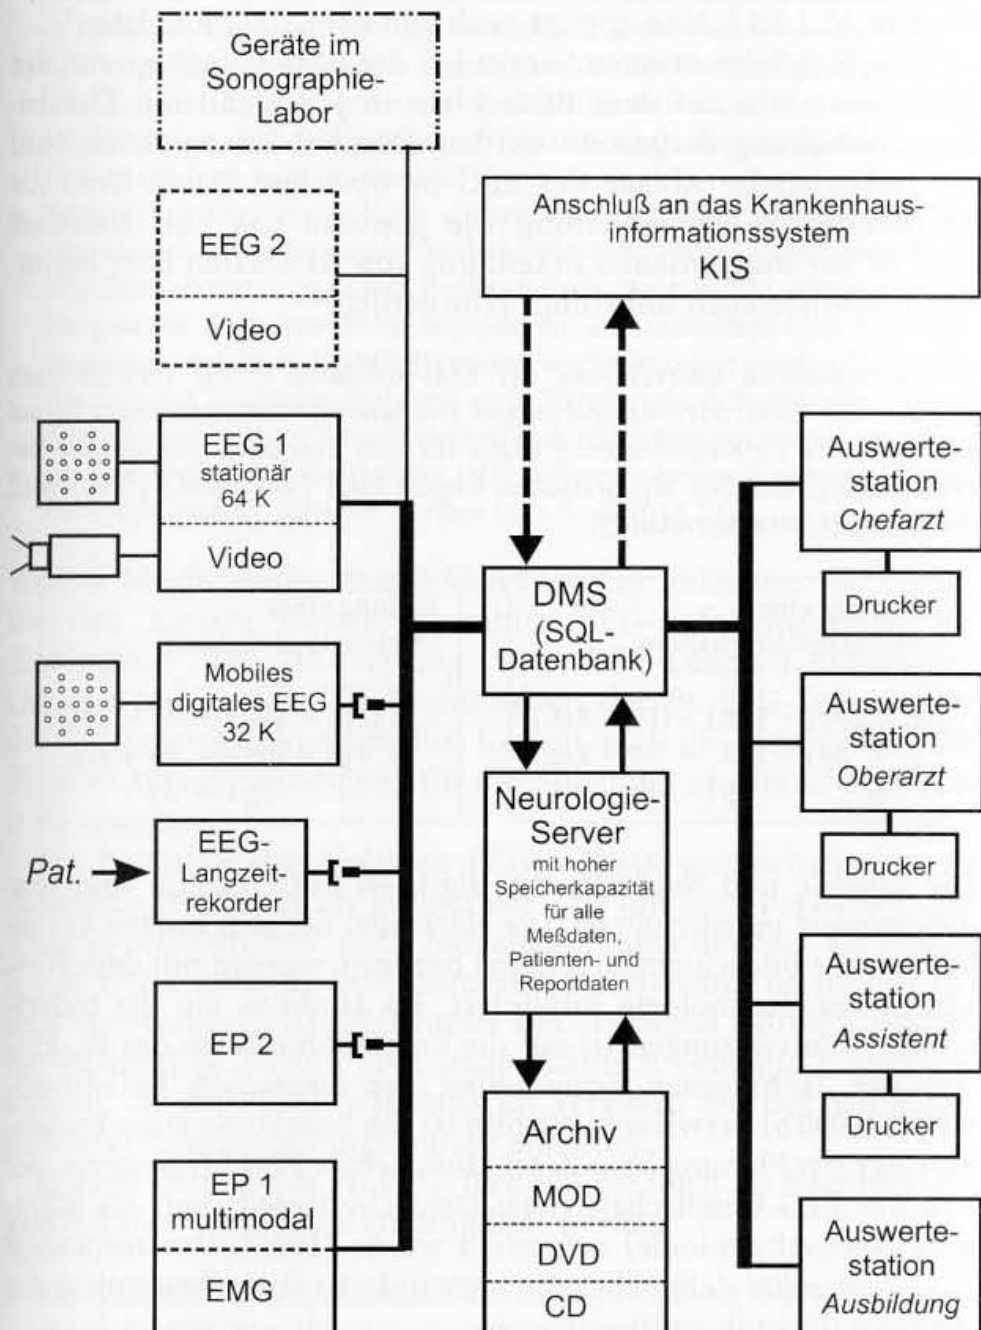 Geräte im
Sonographie-
Labor
EEG 2
Video
Anschluß an das Krankenhaus-
informationssystem
KIS
EEG 1
stationär
64 K
Video
Mobiles
digitales EEG
32 K
Pat.
EEG-
Langzeit-
rekorder
EP 2
EP 1
multimodal
EMG
DMS
(SQL-
Datenbank)
Neurologie-
Server
mit hoher
Speicherkapazität
für alle
Meßdaten,
Patienten- und
Reportdaten
Archiv
MOD
DVD
CD
Auswerte-
station
Chefarzt
Drucker
Auswerte-
station
Oberarzt
Drucker
Auswerte-
station
Assistent
Drucker
Auswerte-
station
Ausbildung